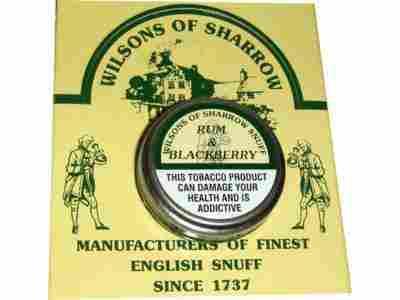 WILSONS OF SHARROW
WILSONS OF SHARROW SNUFF
RUM
&
BLACKBERRY
THIS TOBACCO PRODUCT
CAN DAMAGE YOUR
HEALTH AND IS
ADDICTIVE
MANUFACTURERS OF FINEST
ENGLISH SNUFF
SINCE 1737